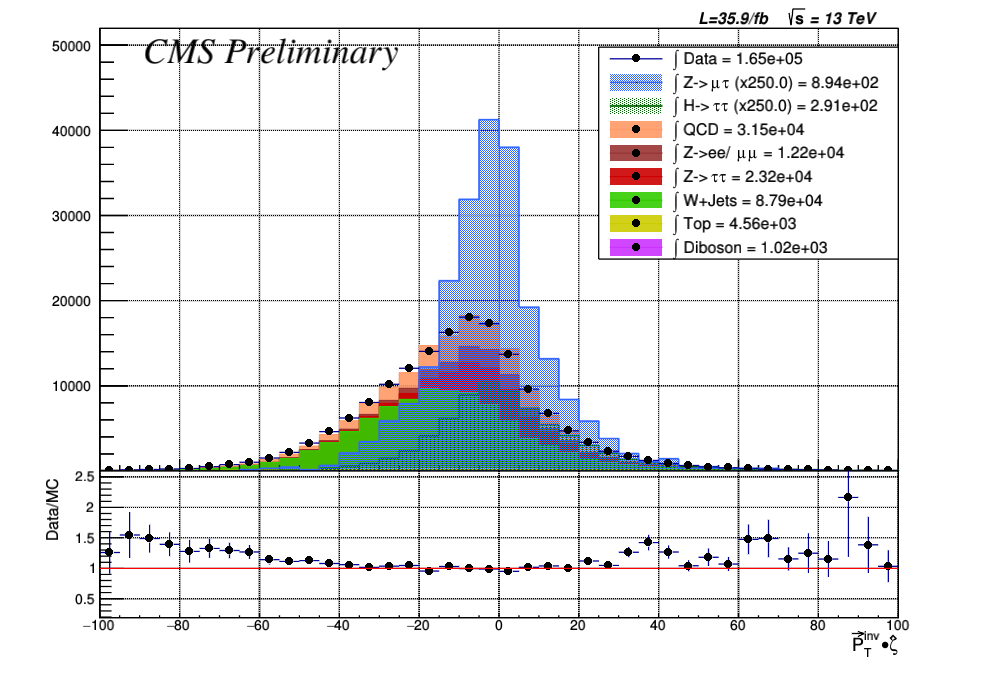 L=35.9/fb √s = 13 TeV
CMS Preliminary
50000
40000
30000
20000
10000
∫ Data = 1.65e+05
∫ Z->μτ (x250.0) = 8.94e+02
∫ H->ττ (x250.0) = 2.91e+02
∫ QCD = 3.15e+04
∫ Z->ee/ μμ = 1.22e+04
∫ Z->ττ = 2.32e+04
∫ W+Jets = 8.79e+04
∫ Top = 4.56e+03
∫ Diboson = 1.02e+03
Data/MC
2.5
2
1.5
1
0.5
−100 −80 −60 −40 −20 0 20 40 60 80 100
P⃗_T^inv •ζ̂